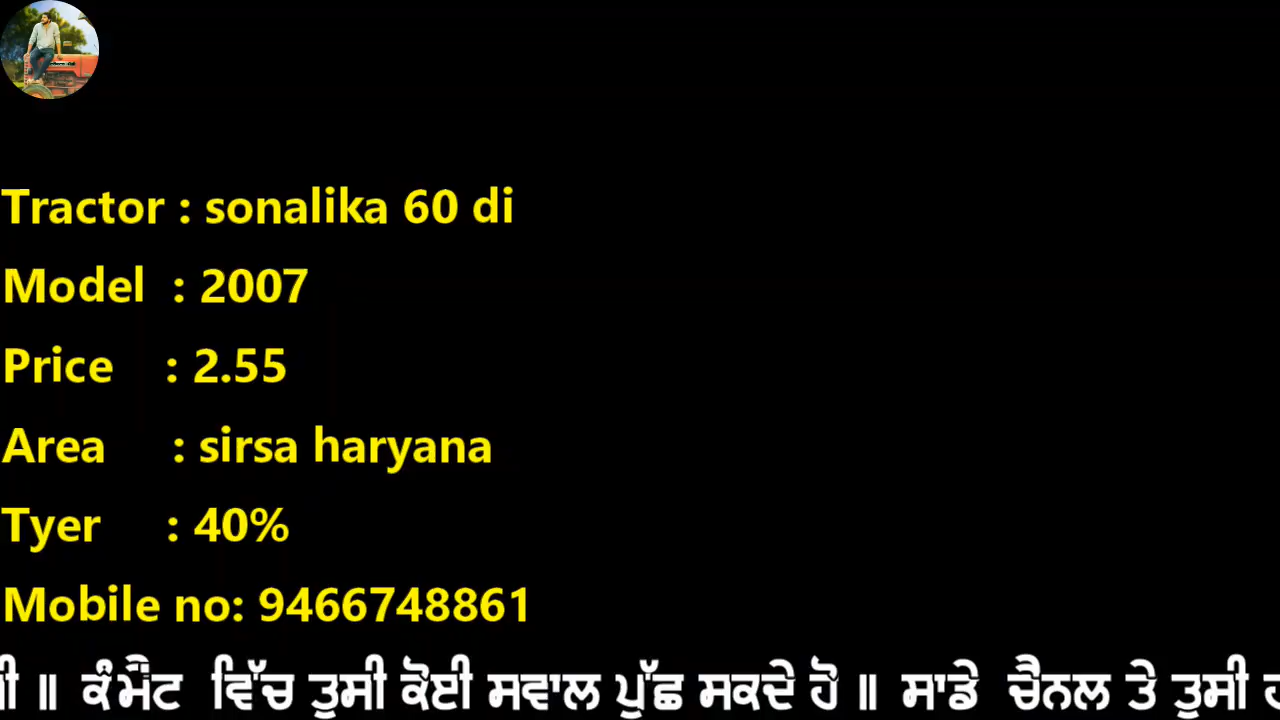 Tractor : sonalika 60 di
Model : 2007
Price : 2.55
Area : sirsa haryana
Tyer : 40%
Mobile no: 9466748861
॥ ਕੰਮੈਂਟ ਵਿੱਚ ਤੁਸੀ ਕੋਈ ਸਵਾਲ ਪੁੱਛ ਸਕਦੇ ਹੋ ॥ ਸਾਡੇ ਚੈਨਲ ਤੇ ਤੁਸੀ